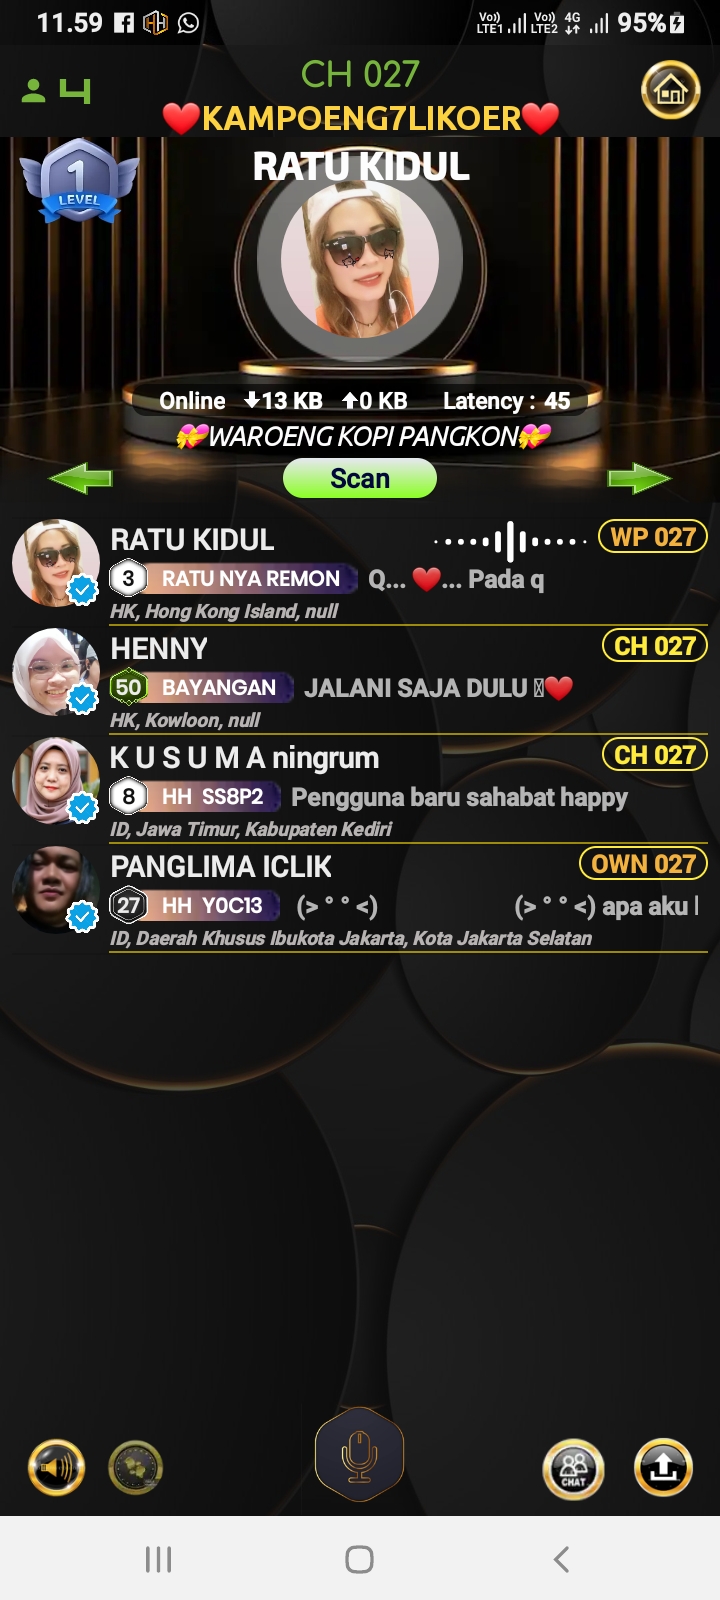 11.59 Vo)) LTE1 Vo)) LTE2 4G 95%
4
CH 027
❤️KAMPOENG7LIKOER❤️
1 LEVEL
RATU KIDUL
Online ↓13 KB ↑0 KB Latency : 45
💝WAROENG KOPI PANGKON💝
Scan
RATU KIDUL WP 027
3 RATU NYA REMON Q... ❤️... Pada q
HK, Hong Kong Island, null
HENNY CH 027
50 BAYANGAN JALANI SAJA DULU ❤️
HK, Kowloon, null
K U S U M A ningrum CH 027
8 HH SS8P2 Pengguna baru sahabat happy
ID, Jawa Timur, Kabupaten Kediri
PANGLIMA ICLIK OWN 027
27 HH Y0C13 (> ° ° <) (> ° ° <) apa aku
ID, Daerah Khusus Ibukota Jakarta, Kota Jakarta Selatan
CHAT